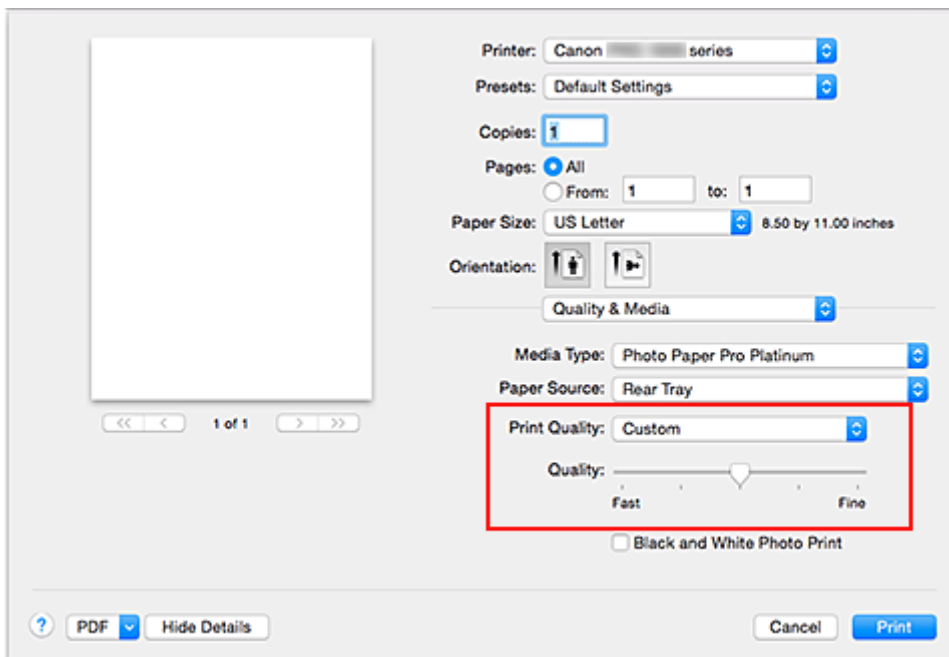 Printer: Canon series
Presets: Default Settings
Copies: 1
Pages: All
From: 1 to: 1
Paper Size: US Letter 8.50 by 11.00 inches
Orientation:
Quality & Media
Media Type: Photo Paper Pro Platinum
Paper Source: Rear Tray
<< < 1 of 1 > >>
Print Quality: Custom
Quality:
Fast Fine
Black and White Photo Print
? PDF Hide Details Cancel Print